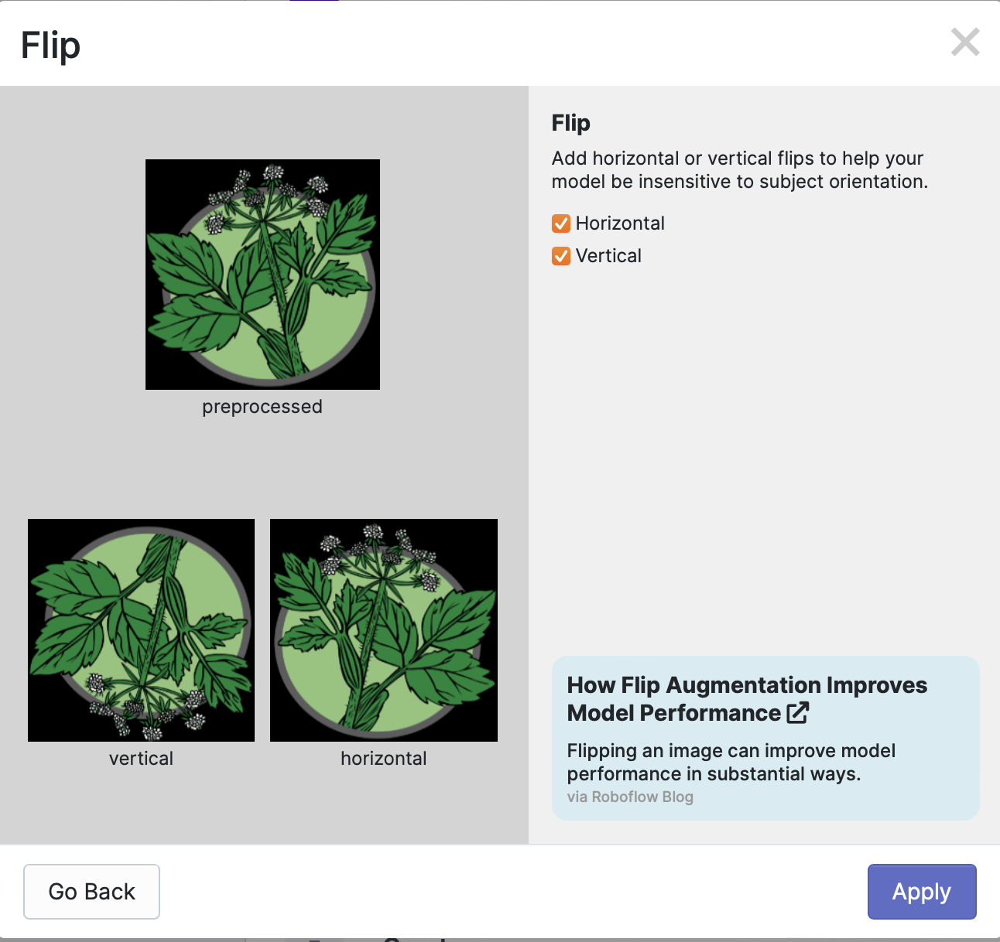 Flip
Flip
Add horizontal or vertical flips to help your
model be insensitive to subject orientation.
Horizontal
Vertical
preprocessed
vertical
horizontal
How Flip Augmentation Improves
Model Performance
Flipping an image can improve model
performance in substantial ways.
via Roboflow Blog
Go Back
Apply